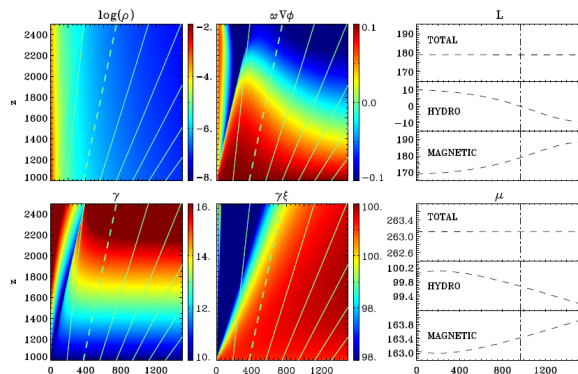 log(ρ)
ϖVϕ
L
2400
2200
2000
1800
1600
1400
1200
1000
z
-2.
-4.
-6.
-8.
0.1
0.0
-0.1
190
180
170
10
0
-10
190
180
170
TOTAL
HYDRO
MAGNETIC
γ
γξ
μ
2400
2200
2000
1800
1600
1400
1200
1000
z
16.
14.
12.
10.
100.
99.
98.
263.4
263.0
262.6
100.2
99.8
99.4
163.8
163.4
163.0
TOTAL
HYDRO
MAGNETIC
0 400 800 1200
0 400 800 1200
0 400 800 1200